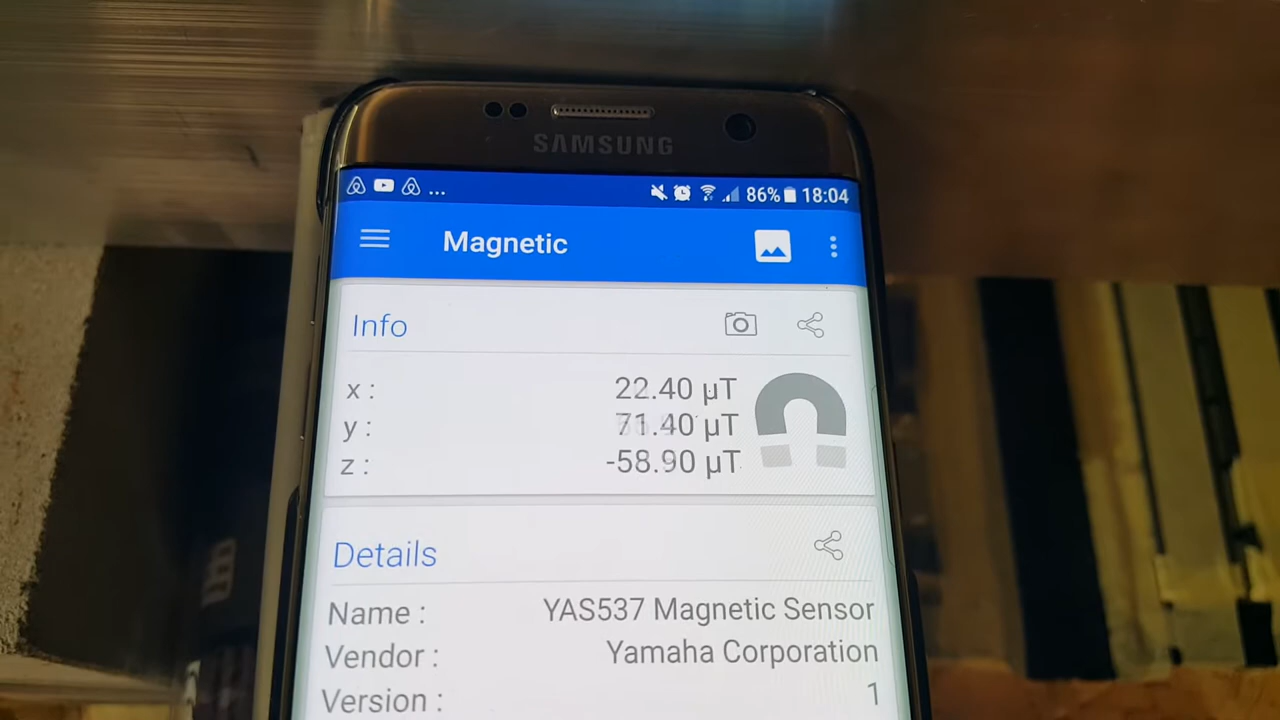 SAMSUNG
... 86% 18:04
Magnetic
Info
x : 22.40 µT
y : 71.40 µT
z : -58.90 µT
Details
Name : YAS537 Magnetic Sensor
Vendor : Yamaha Corporation
Version : 1